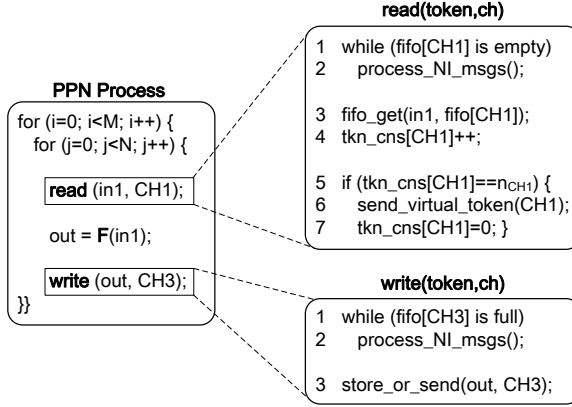 PPN Process
for (i=0; i<M; i++) {
for (j=0; j<N; j++) {
read (in1, CH1);
out = F(in1);
write (out, CH3);
}}
read(token,ch)
1 while (fifo[CH1] is empty)
2 process_NI_msgs();
3 fifo_get(in1, fifo[CH1]);
4 tkn_cns[CH1]++;
5 if (tkn_cns[CH1]==nCH1) {
6 send_virtual_token(CH1);
7 tkn_cns[CH1]=0; }
write(token,ch)
1 while (fifo[CH3] is full)
2 process_NI_msgs();
3 store_or_send(out, CH3);